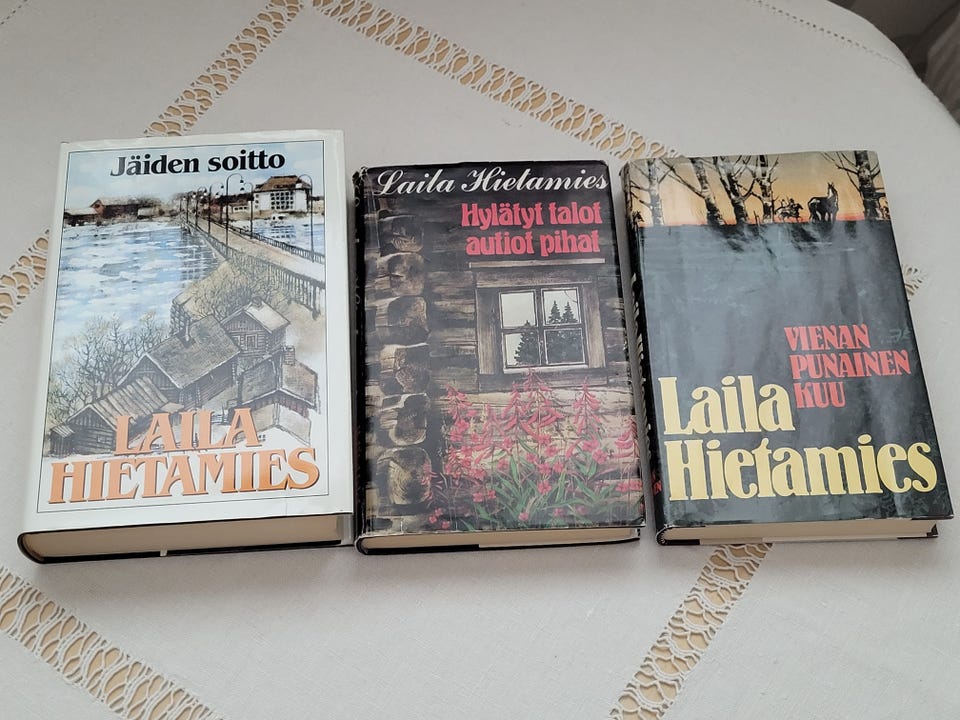 Jäiden soitto
LAILA
HIETAMIES
Laila Hietamies
Hylätyt talot
autiot pihat
VIENAN
PUNAINEN
KUU
Laila
Hietamies